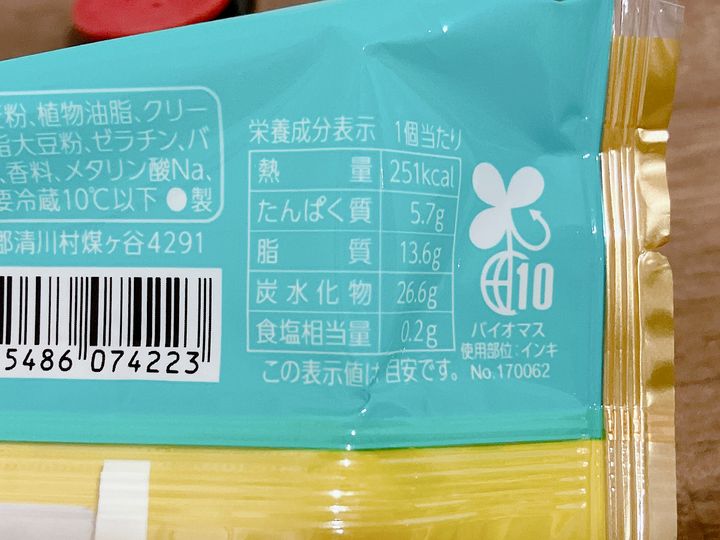 粉、植物油脂、クリー
脂大豆粉、ゼラチン、バ
、香料、メタリン酸Na、
要冷蔵10℃以下 ●製
郡清川村煤ヶ谷4291
5486 074223
栄養成分表示 1個当たり
熱量 251kcal
たんぱく質 5.7g
脂質 13.6g
炭水化物 26.6g
食塩相当量 0.2g
この表示値は目安です。
10
バイオマス
使用部位:インキ
No.170062